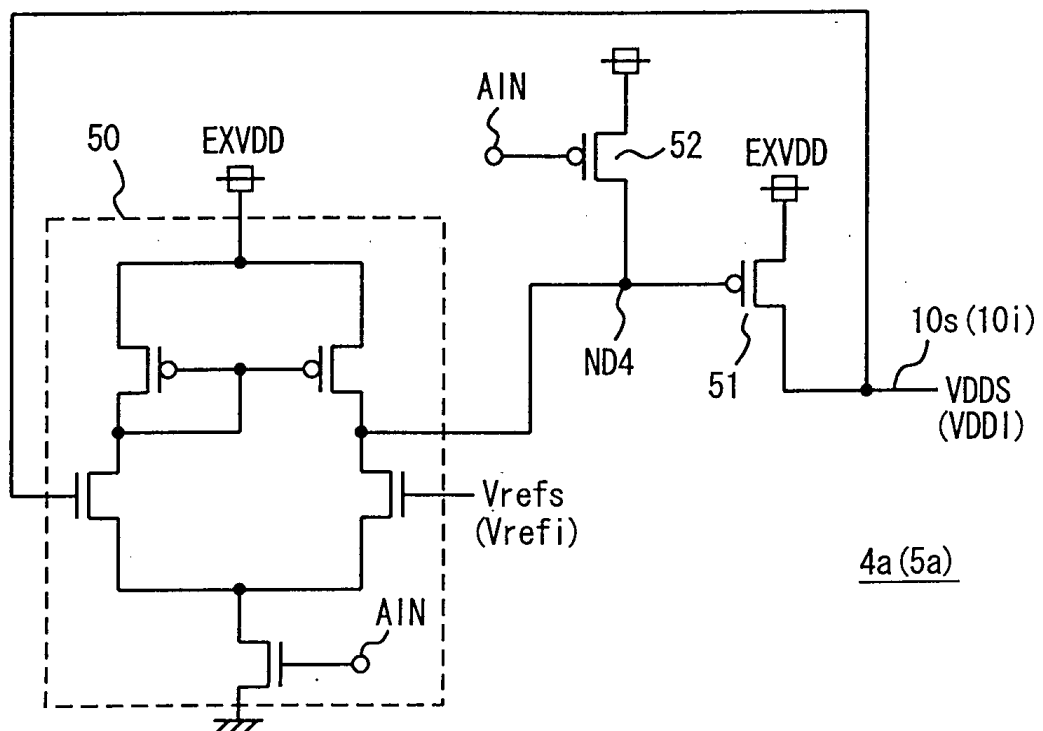 AIN
50
EXVDD
52
EXVDD
ND4
51
10s(10i)
VDDS
(VDDI)
Vrefs
(Vrefi)
4a(5a)
AIN